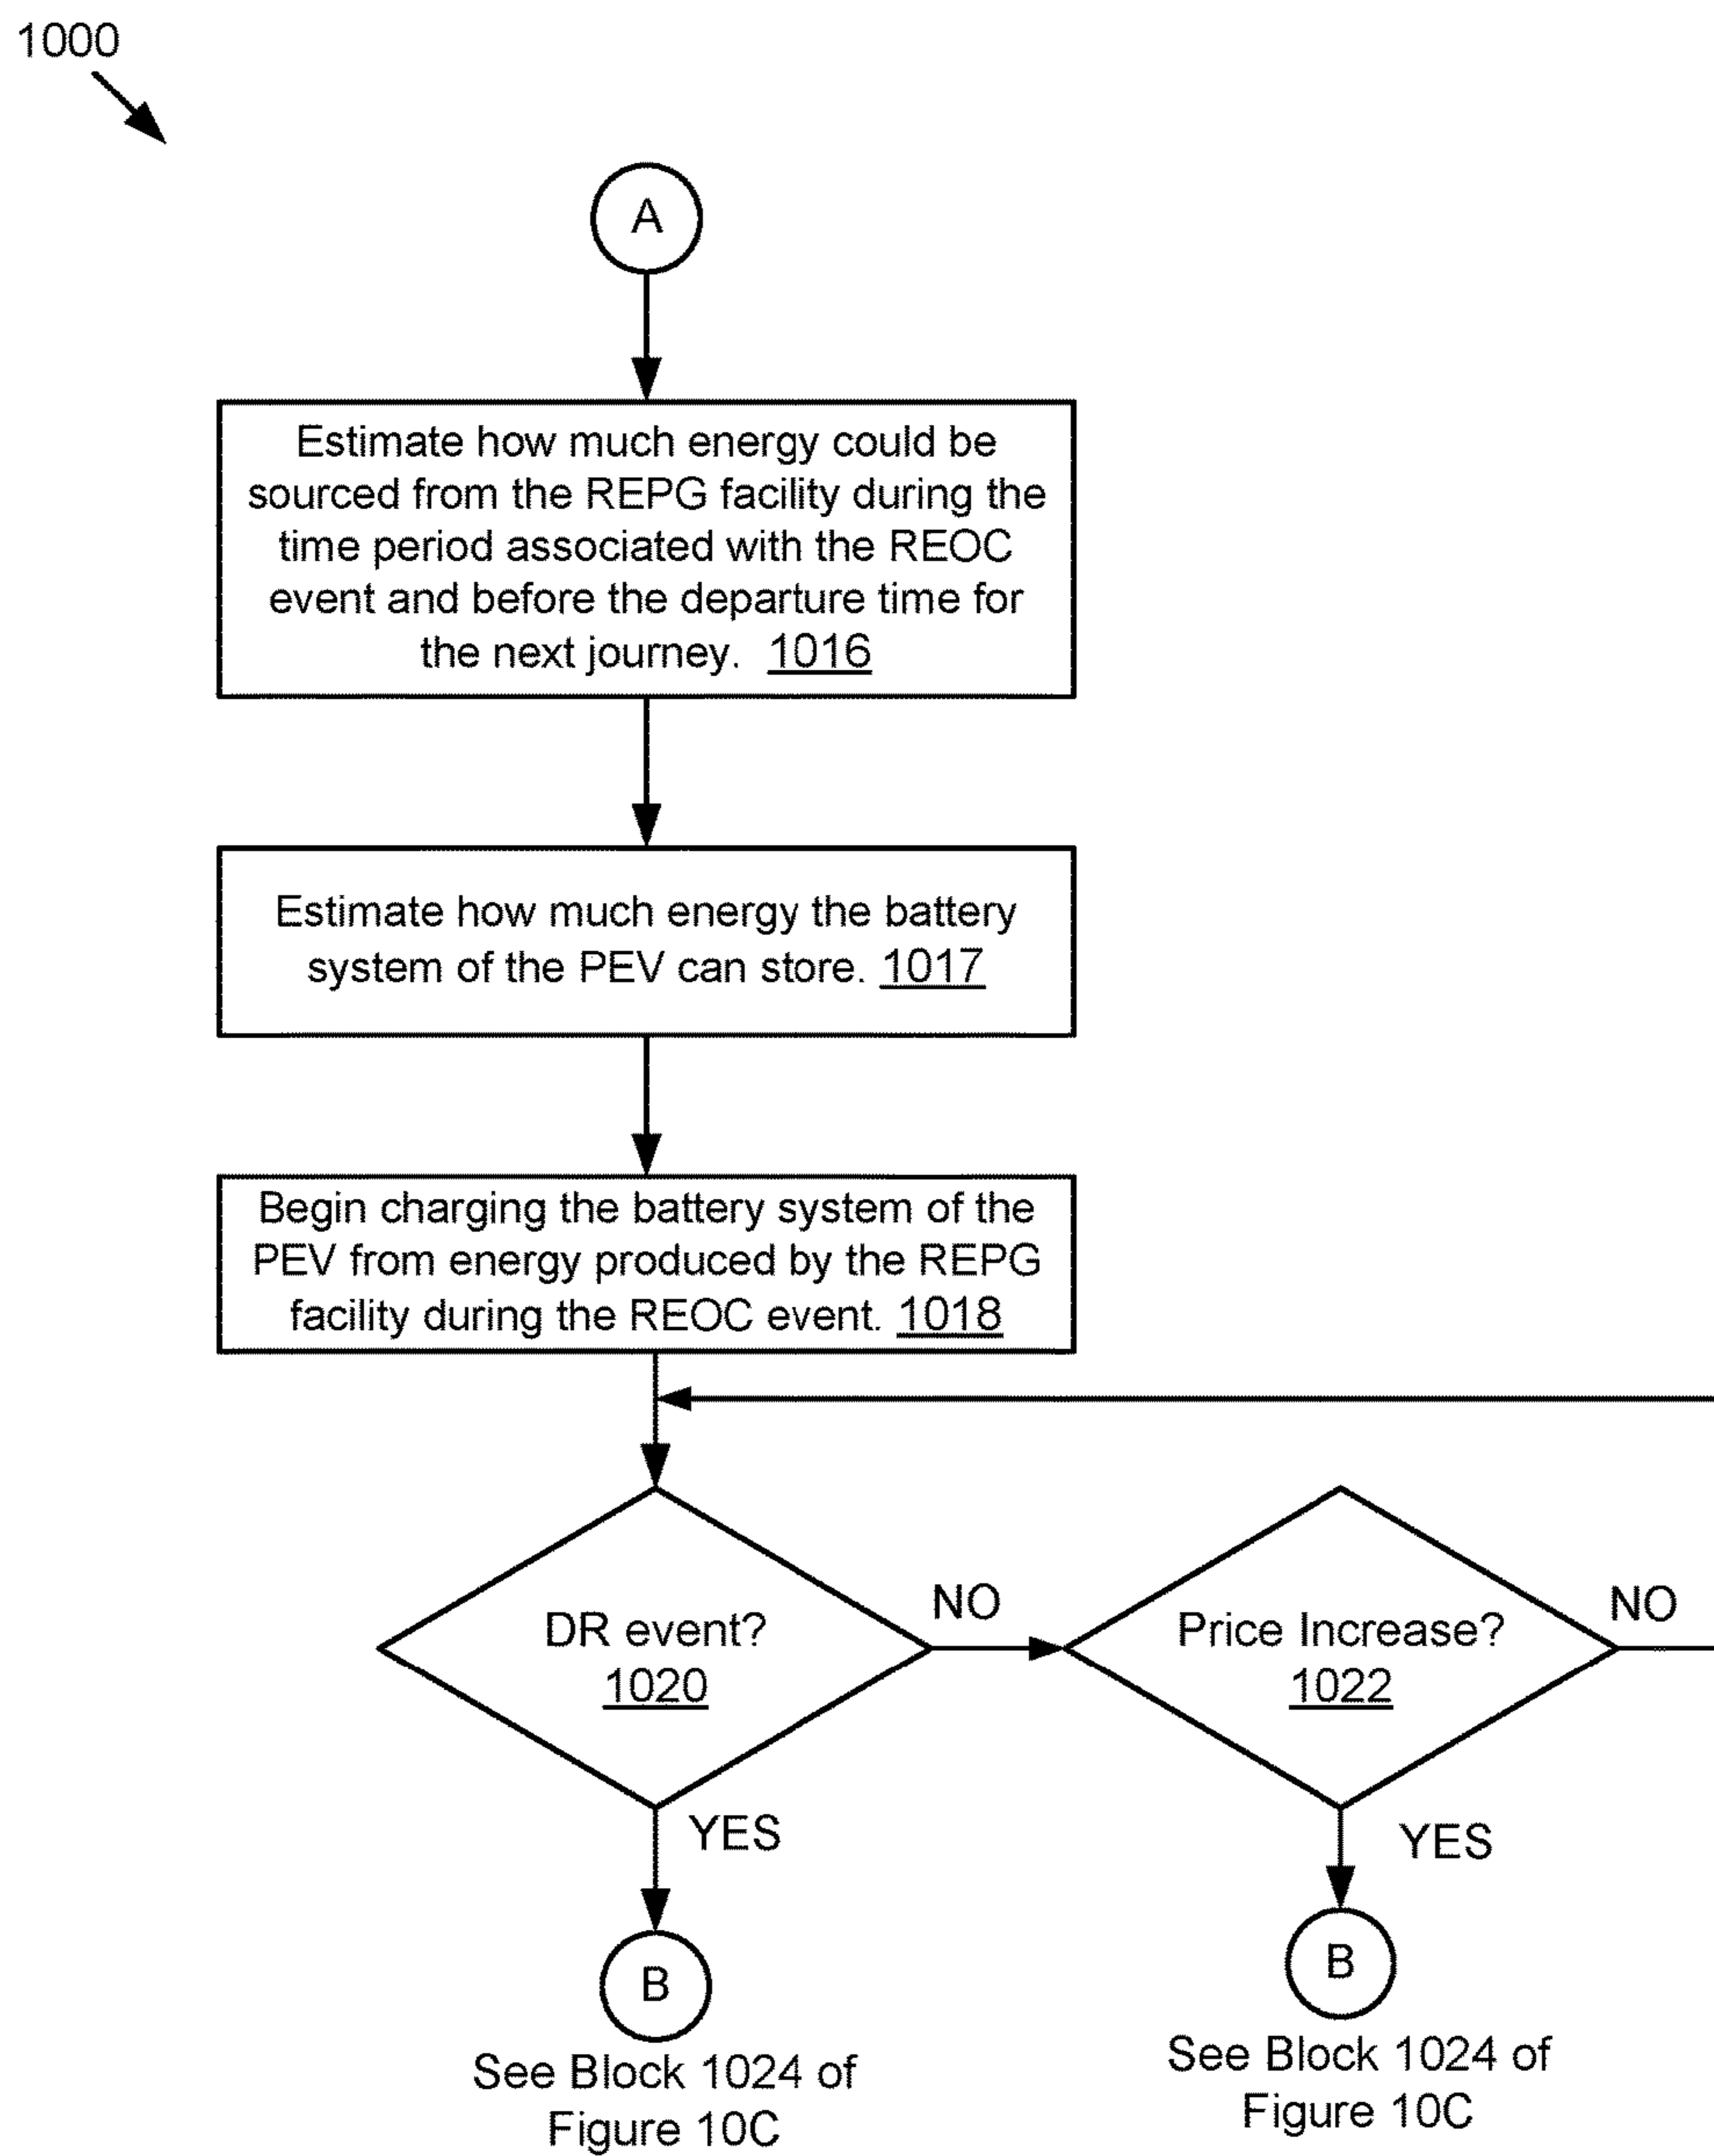 1000
A
Estimate how much energy could be
sourced from the REPG facility during the
time period associated with the REOC
event and before the departure time for
the next journey. 1016
Estimate how much energy the battery
system of the PEV can store. 1017
Begin charging the battery system of the
PEV from energy produced by the REPG
facility during the REOC event. 1018
DR event?
1020
NO
Price Increase?
1022
NO
YES
YES
B
B
See Block 1024 of
Figure 10C
See Block 1024 of
Figure 10C